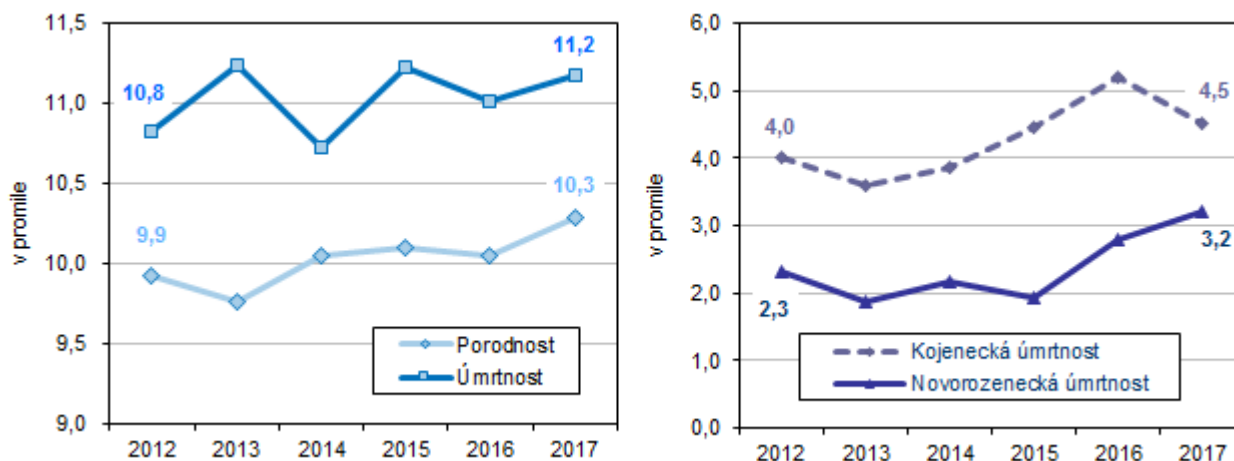 11,5
11,0
10,5
10,0
9,5
9,0
v promile
10,8
11,2
9,9
10,3
Porodnost
Úmrtnost
2012 2013 2014 2015 2016 2017
6,0
5,0
4,0
3,0
2,0
1,0
0,0
v promile
4,0
4,5
2,3
3,2
Kojenecká úmrtnost
Novorozenecká úmrtnost
2012 2013 2014 2015 2016 2017